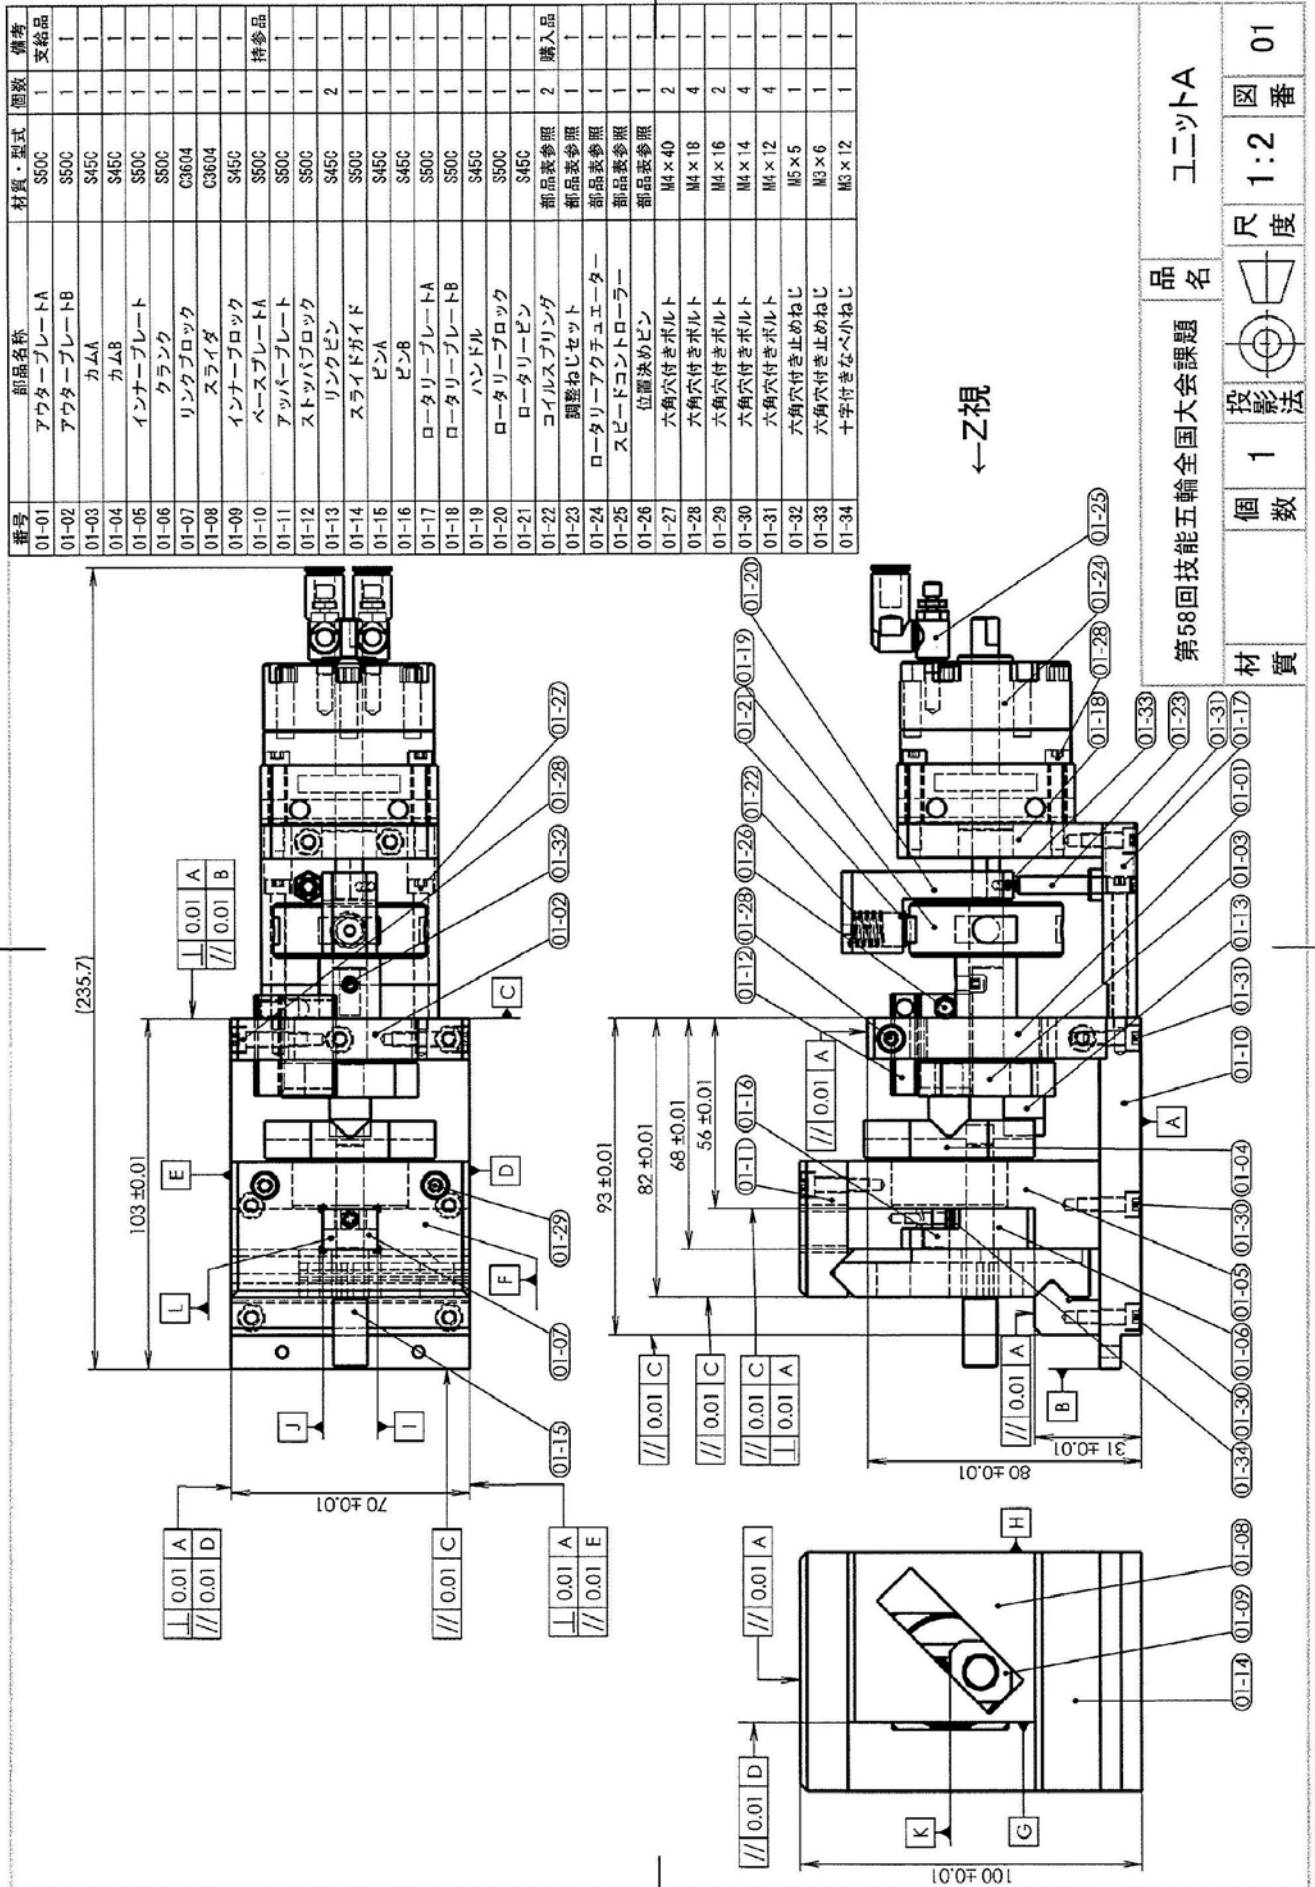 番号 部品名称 材質・型式 個数 備考
01-01 アウタープレートA S50C 1 支給品
01-02 アウタープレートB S50C 1 ↑
01-03 カムA S45C 1 ↑
01-04 カムB S45C 1 ↑
01-05 インナープレート S50C 1 ↑
01-06 クランク S50C 1 ↑
01-07 リンクブロック C3604 1 ↑
01-08 スライダ C3604 1 ↑
01-09 インナーブロック S45C 1 ↑
01-10 ベースプレートA S50C 1 持参品
01-11 アッパープレート S50C 1 ↑
01-12 ストッパブロック S50C 1 ↑
01-13 リンクピン S45C 2 ↑
01-14 スライドガイド S50C 1 ↑
01-15 ピンA S45C 1 ↑
01-16 ピンB S45C 1 ↑
01-17 ロータリープレートA S50C 1 ↑
01-18 ロータリープレートB S50C 1 ↑
01-19 ハンドル S45C 1 ↑
01-20 ロータリーブロック S50C 1 ↑
01-21 ロータリーピン S45C 1 ↑
01-22 コイルスプリング 部品表参照 2 購入品
01-23 調整ねじセット 部品表参照 1 ↑
01-24 ロータリーアクチュエーター 部品表参照 1 ↑
01-25 スピードコントローラー 部品表参照 1 ↑
01-26 位置決めピン 部品表参照 1 ↑
01-27 六角穴付きボルト M4×40 2 ↑
01-28 六角穴付きボルト M4×18 4 ↑
01-29 六角穴付きボルト M4×16 2 ↑
01-30 六角穴付きボルト M4×14 4 ↑
01-31 六角穴付きボルト M4×12 4 ↑
01-32 六角穴付き止めねじ M5×5 1 ↑
01-33 六角穴付き止めねじ M3×6 1 ↑
01-34 十字付きなべ小ねじ M3×12 1 ↑
(235.7)
103±0.01
⊥ 0.01 A
// 0.01 B
E
D
C
L
F
J
I
70±0.01
⊥ 0.01 A
// 0.01 D
// 0.01 C
⊥ 0.01 A
// 0.01 E
01-27
01-28
01-32
01-02
01-29
01-07
01-15
93±0.01
82±0.01
68±0.01
56±0.01
// 0.01 A
// 0.01 C
// 0.01 C
// 0.01 C
⊥ 0.01 A
// 0.01 A
80±0.01
31±0.01
A
B
01-20
01-19
01-21
01-22
01-26
01-28
01-12
01-16
01-11
01-25
01-24
01-28
01-18
01-33
01-23
01-31
01-17
01-01
01-03
01-13
01-31
01-10
01-04
01-30
01-05
01-06
01-30
01-34
←Z視
// 0.01 A
// 0.01 D
K
G
H
100±0.01
01-08
01-09
01-14
第58回技能五輪全国大会課題
品名 ユニットA
材質
個数 1
投影法
尺度 1:2
図番 01